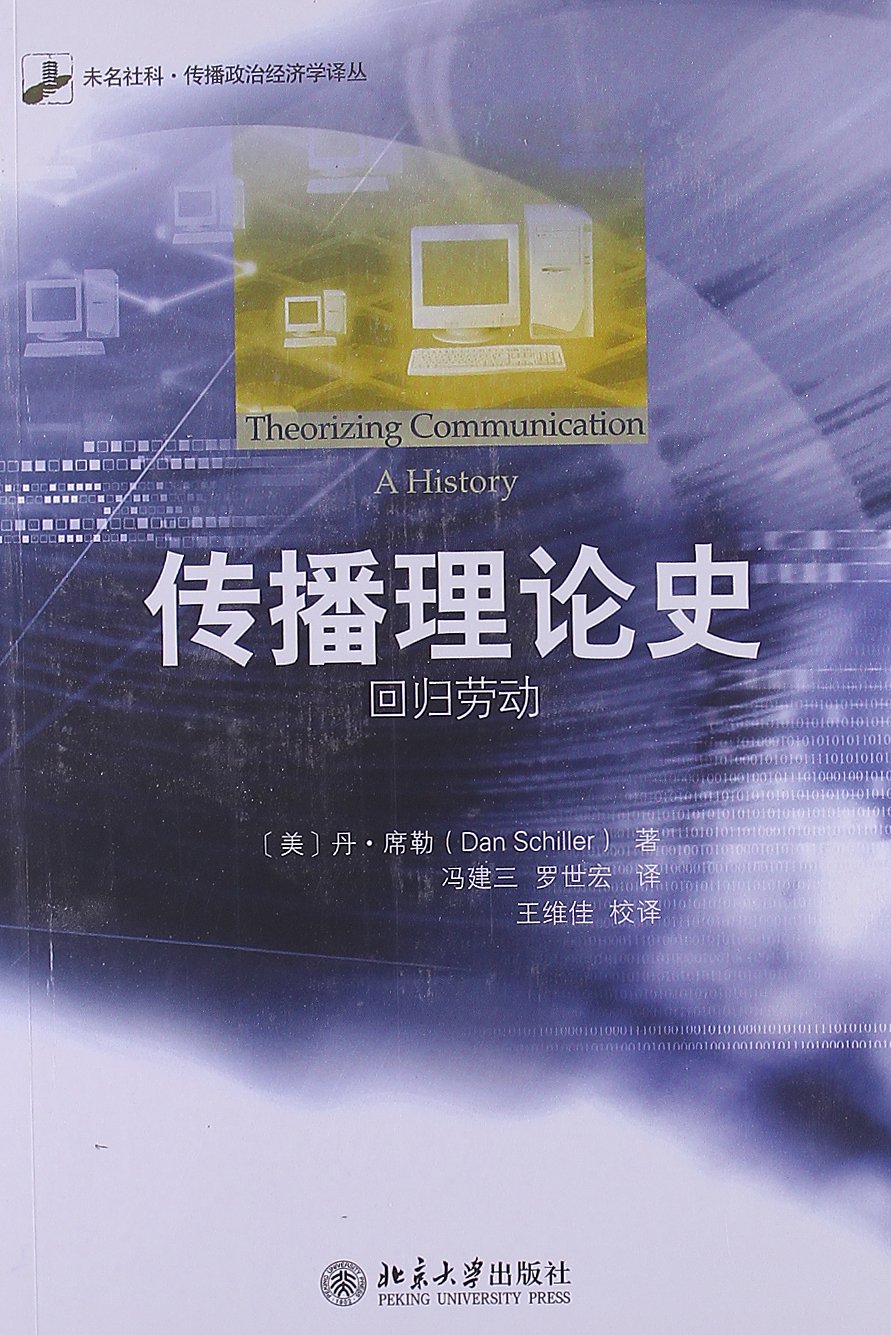 未名社科·传播政治经济学译丛
Theorizing Communication
A History
传播理论史
回归劳动
〔美〕丹·席勒（Dan Schiller） 著
冯建三 罗世宏 译
王维佳 校译
北京大学出版社
PEKING UNIVERSITY PRESS